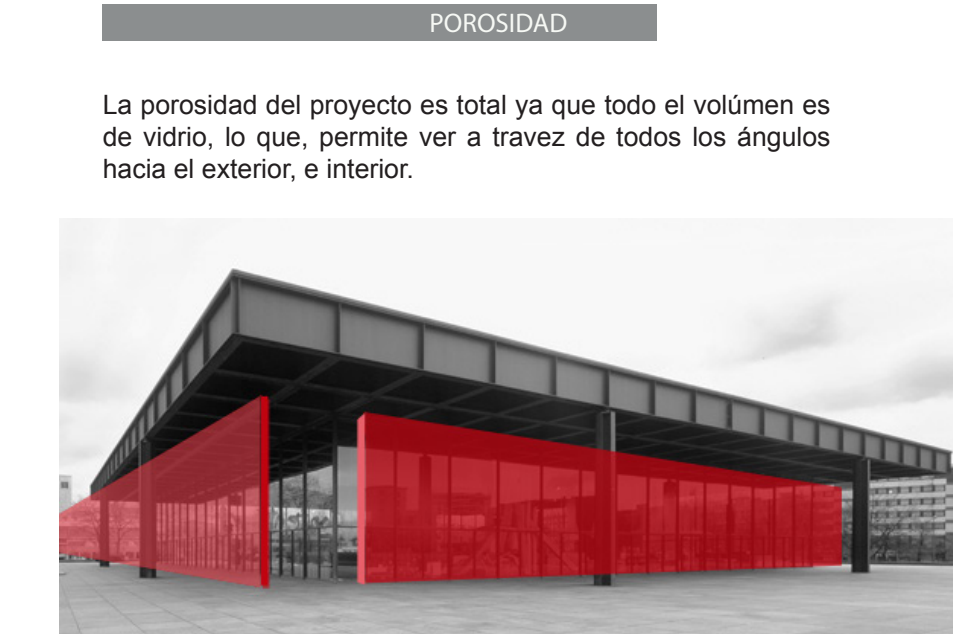 POROSIDAD
La porosidad del proyecto es total ya que todo el volúmen es
de vidrio, lo que, permite ver a travez de todos los ángulos
hacia el exterior, e interior.